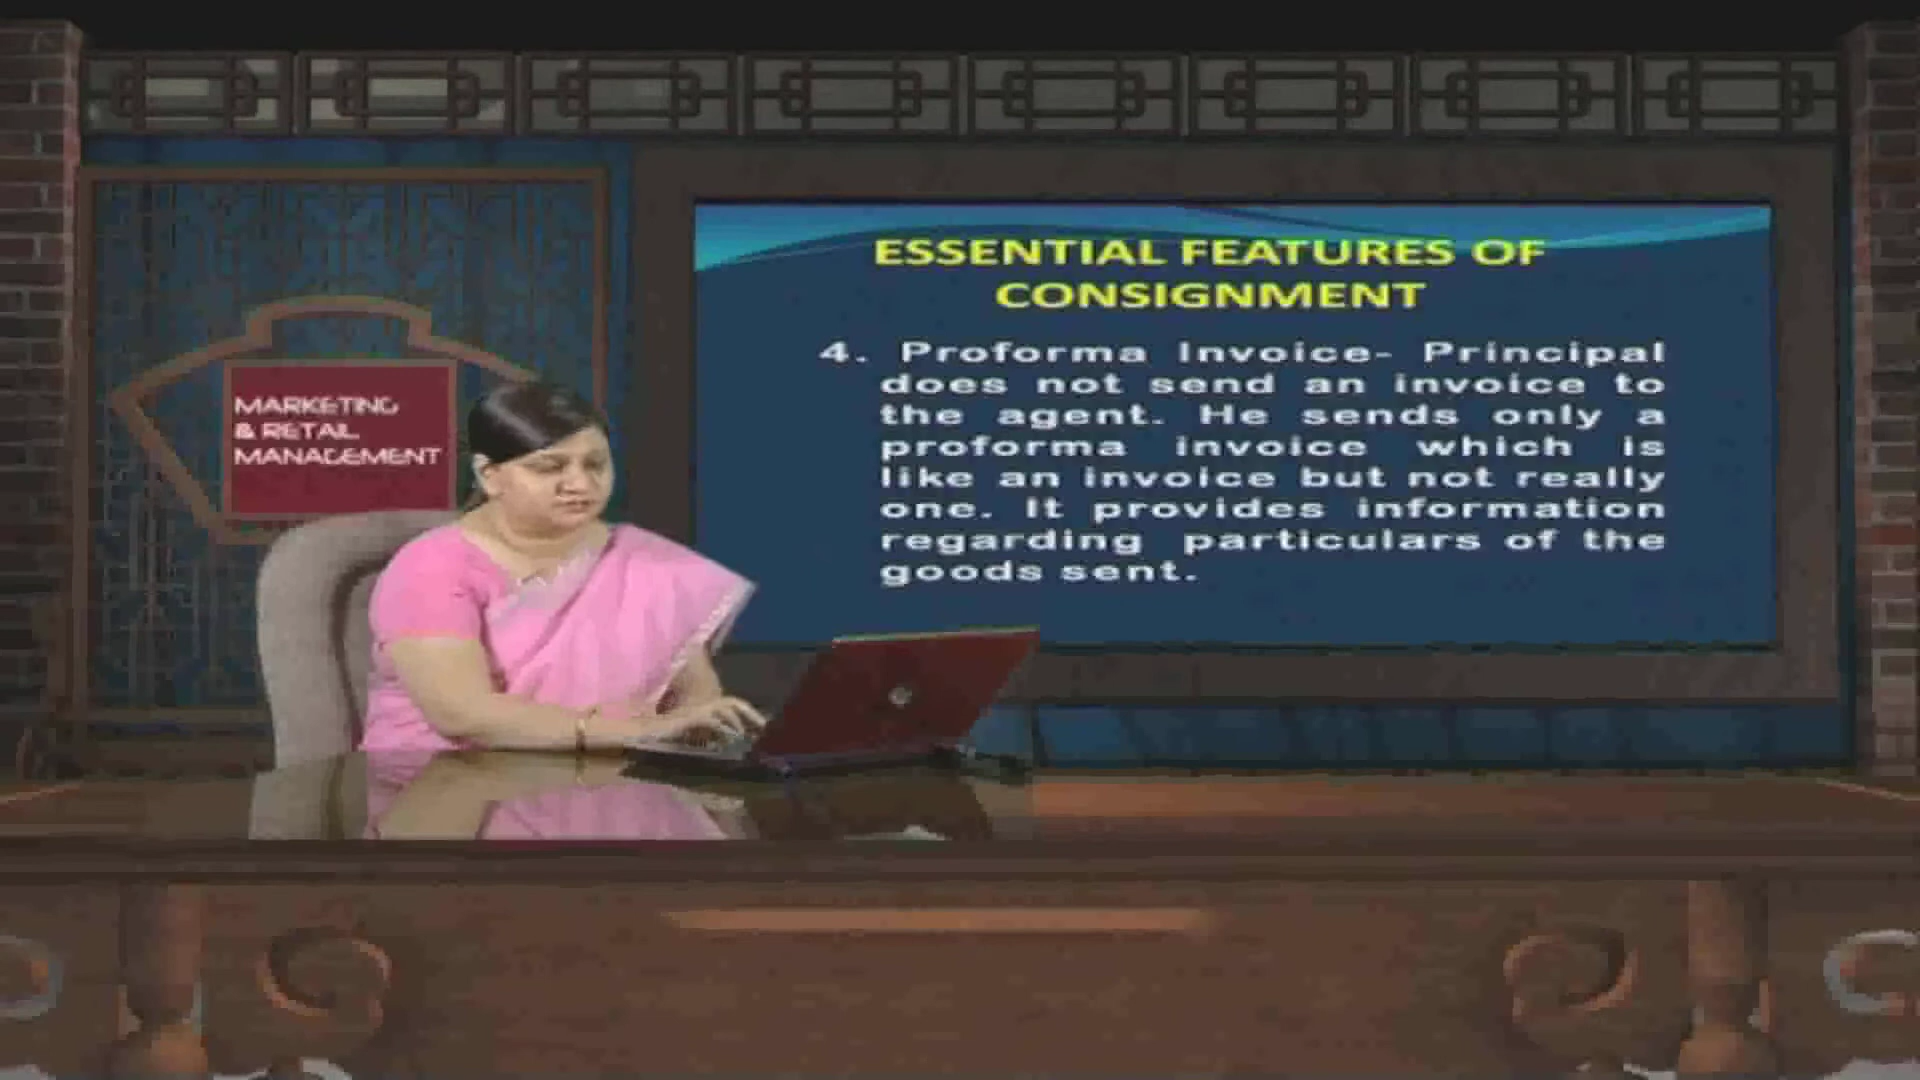 ESSENTIAL FEATURES OF
CONSIGNMENT
4. Proforma Invoice- Principal
does not send an invoice to
the agent. He sends only a
proforma invoice which is
like an invoice but not really
one. It provides information
regarding particulars of the
goods sent.
MARKETING
& RETAIL
MANAGEMENT